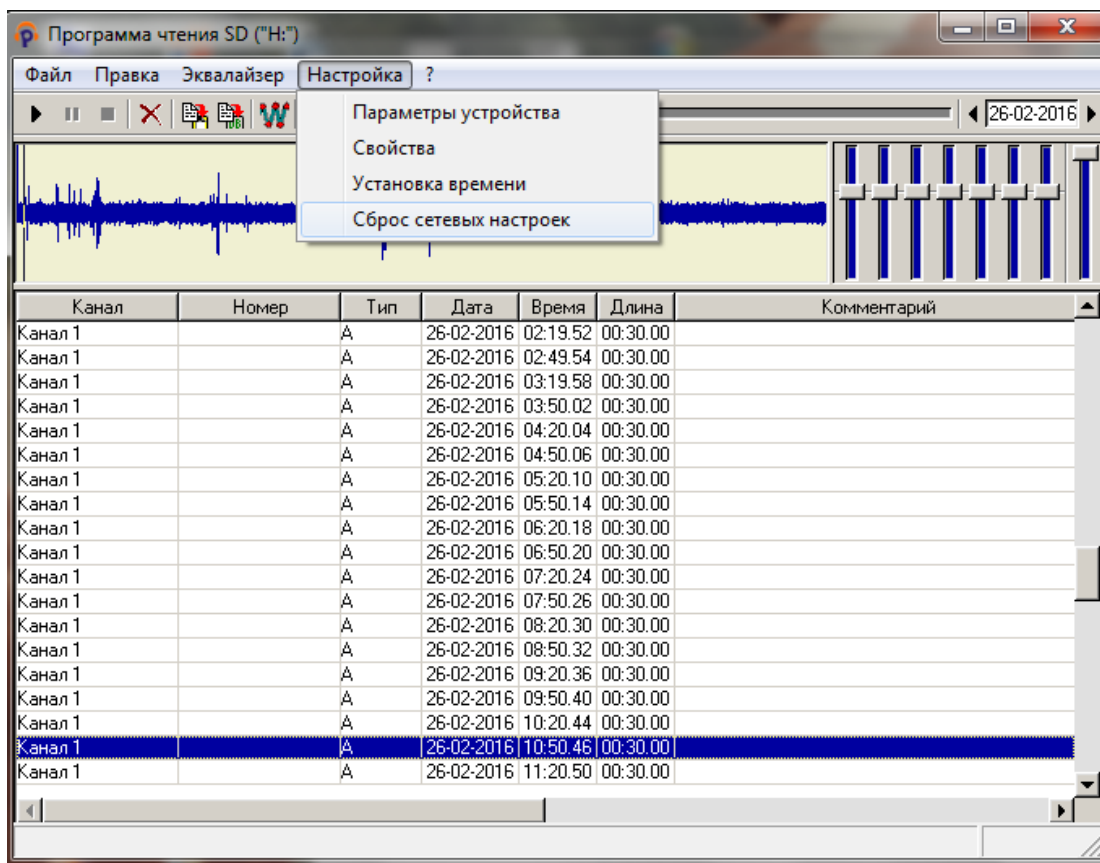 Программа чтения SD ("H:")
Файл Правка Эквалайзер Настройка ?
26-02-2016
Параметры устройства
Свойства
Установка времени
Сброс сетевых настроек
Канал Номер Тип Дата Время Длина Комментарий
Канал 1 A 26-02-2016 02:19.52 00:30.00
Канал 1 A 26-02-2016 02:49.54 00:30.00
Канал 1 A 26-02-2016 03:19.58 00:30.00
Канал 1 A 26-02-2016 03:50.02 00:30.00
Канал 1 A 26-02-2016 04:20.04 00:30.00
Канал 1 A 26-02-2016 04:50.06 00:30.00
Канал 1 A 26-02-2016 05:20.10 00:30.00
Канал 1 A 26-02-2016 05:50.14 00:30.00
Канал 1 A 26-02-2016 06:20.18 00:30.00
Канал 1 A 26-02-2016 06:50.20 00:30.00
Канал 1 A 26-02-2016 07:20.24 00:30.00
Канал 1 A 26-02-2016 07:50.26 00:30.00
Канал 1 A 26-02-2016 08:20.30 00:30.00
Канал 1 A 26-02-2016 08:50.32 00:30.00
Канал 1 A 26-02-2016 09:20.36 00:30.00
Канал 1 A 26-02-2016 09:50.40 00:30.00
Канал 1 A 26-02-2016 10:20.44 00:30.00
Канал 1 A 26-02-2016 10:50.46 00:30.00
Канал 1 A 26-02-2016 11:20.50 00:30.00